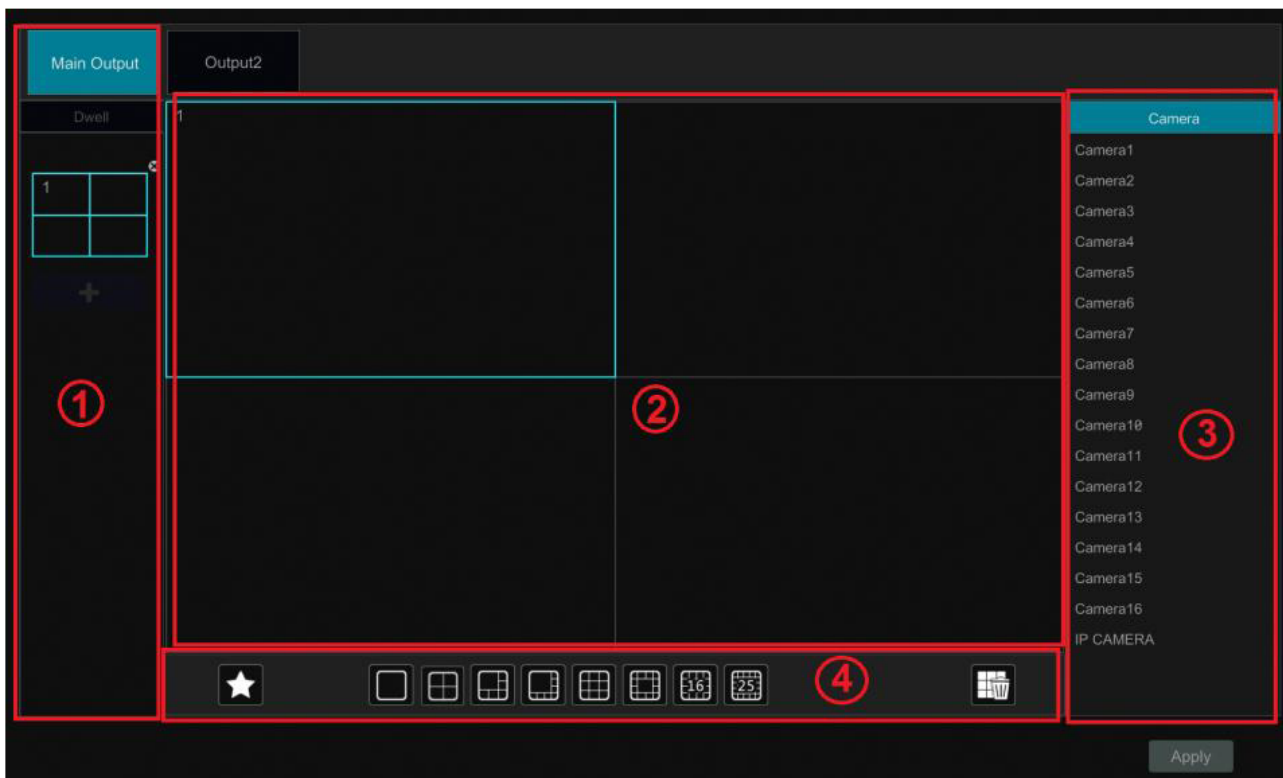 Main Output
Output2
Dwell
1
1
Camera
Camera1
Camera2
Camera3
Camera4
Camera5
Camera6
Camera7
Camera8
Camera9
Camera10
Camera11
Camera12
Camera13
Camera14
Camera15
Camera16
IP CAMERA
1
2
3
4
16
25
Apply